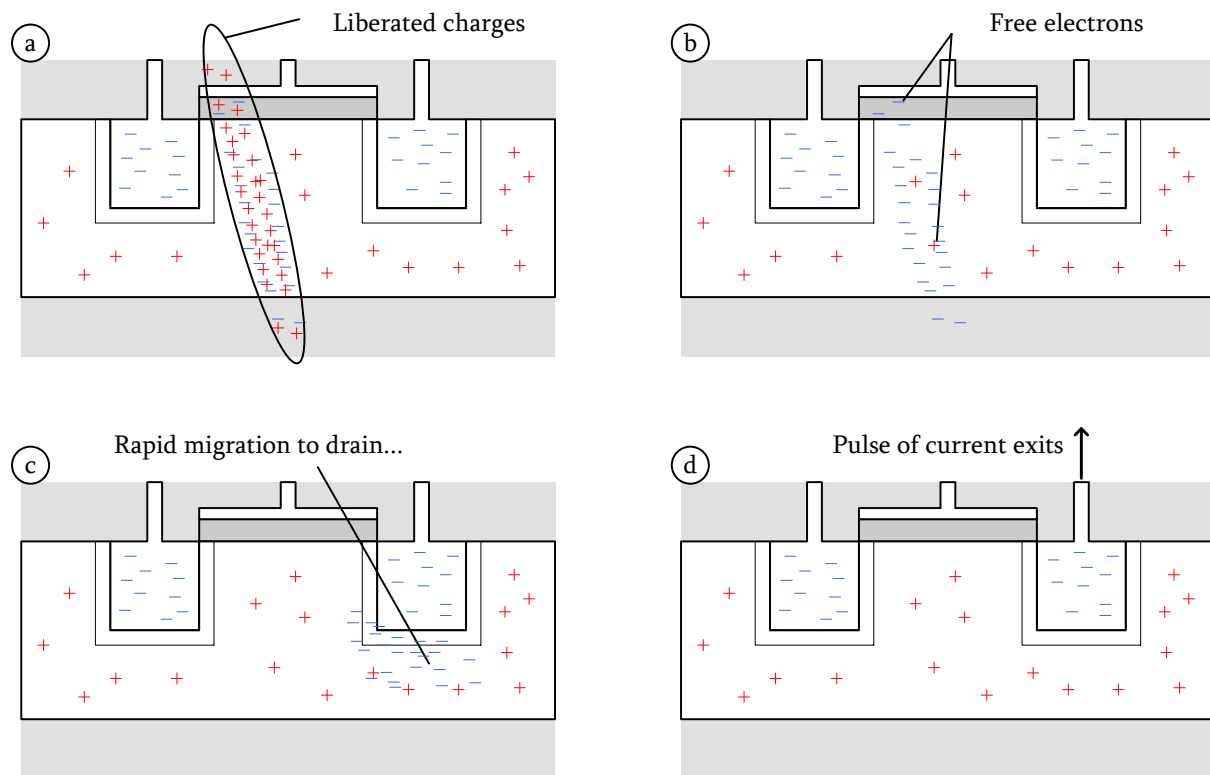 a
Liberated charges
b
Free electrons
c
Rapid migration to drain...
d
Pulse of current exits